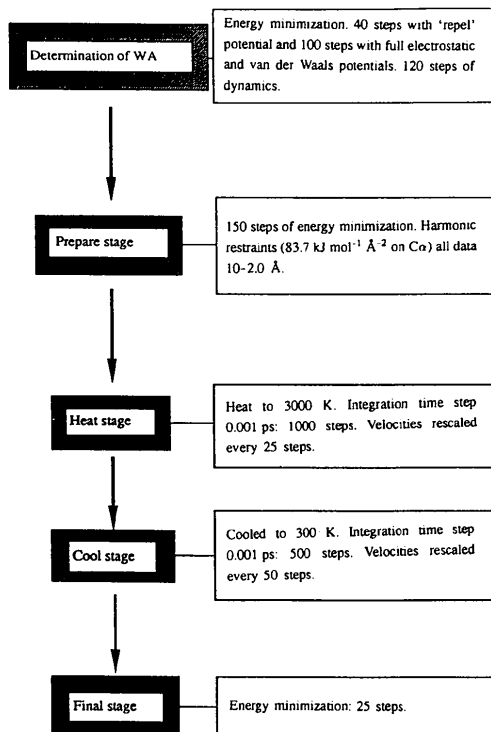 Determination of WA
Energy minimization. 40 steps with ‘repel’
potential and 100 steps with full electrostatic
and van der Waals potentials. 120 steps of
dynamics.
Prepare stage
150 steps of energy minimization. Harmonic
restraints (83.7 kJ mol⁻¹ Å⁻² on Cα) all data
10–2.0 Å.
Heat stage
Heat to 3000 K. Integration time step
0.001 ps: 1000 steps. Velocities rescaled
every 25 steps.
Cool stage
Cooled to 300 K. Integration time step
0.001 ps: 500 steps. Velocities rescaled
every 50 steps.
Final stage
Energy minimization: 25 steps.